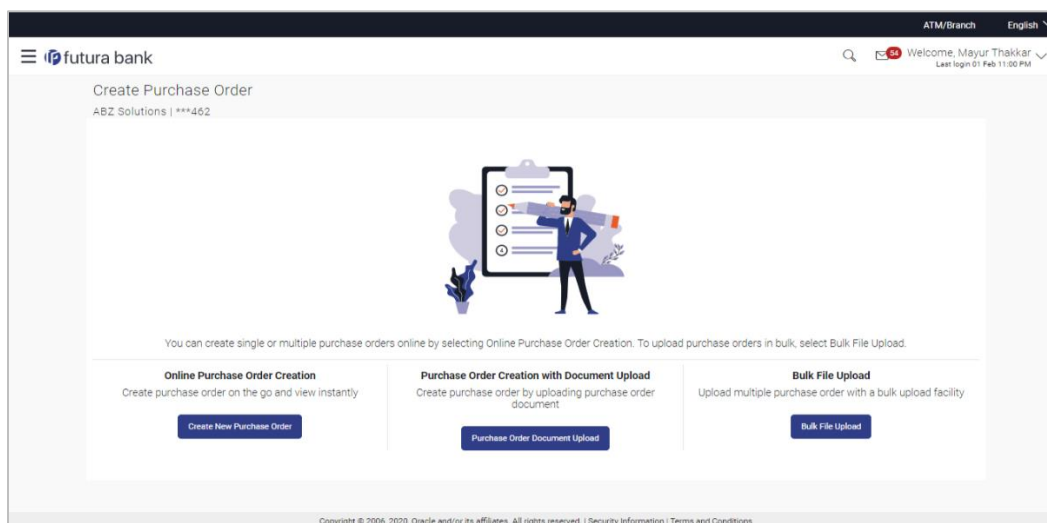 ATM/Branch English
futura bank
54 Welcome, Mayur Thakkar
Last login 01 Feb 11:00 PM
Create Purchase Order
ABZ Solutions | ***462
4
You can create single or multiple purchase orders online by selecting Online Purchase Order Creation. To upload purchase orders in bulk, select Bulk File Upload.
Online Purchase Order Creation
Create purchase order on the go and view instantly
Create New Purchase Order
Purchase Order Creation with Document Upload
Create purchase order by uploading purchase order
document
Purchase Order Document Upload
Bulk File Upload
Upload multiple purchase order with a bulk upload facility
Bulk File Upload
Copyright © 2006, 2020, Oracle and/or its affiliates. All rights reserved. | Security Information | Terms and Conditions